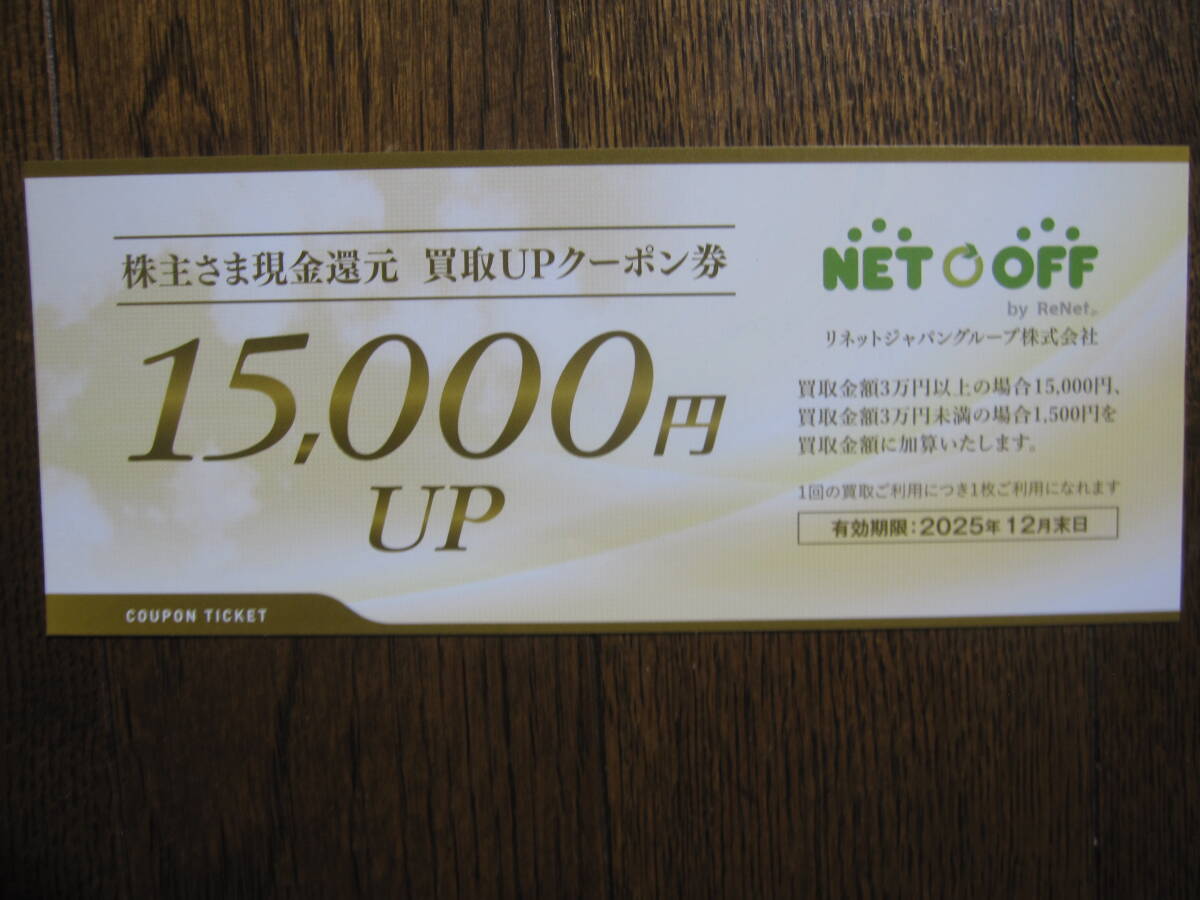 株主さま現金還元 買取UPクーポン券
15,000円
UP
COUPON TICKET
NET OFF
by ReNet
リネットジャパングループ株式会社
買取金額3万円以上の場合15,000円、
買取金額3万円未満の場合1,500円を
買取金額に加算いたします。
1回の買取ご利用につき1枚ご利用になれます
有効期限：2025年12月末日